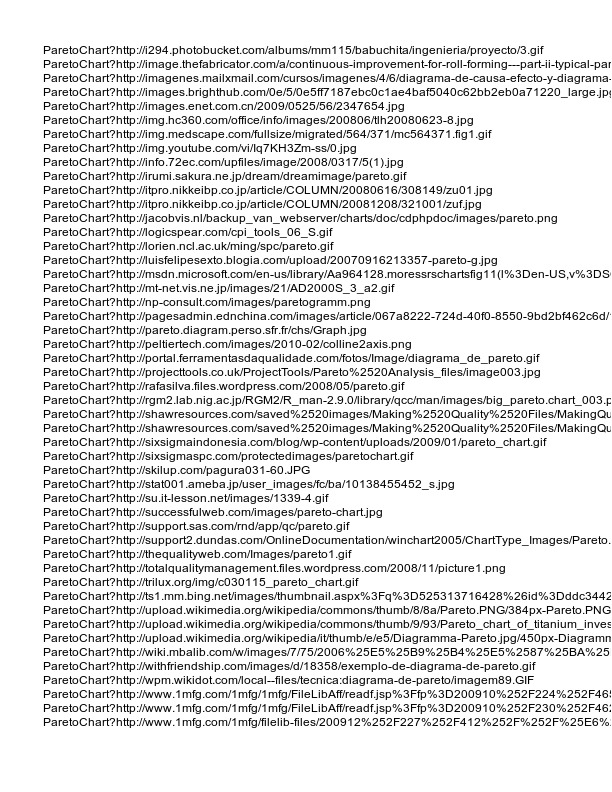 ParetoChart?http://i294.photobucket.com/albums/mm115/babuchita/ingenieria/proyecto/3.gif
ParetoChart?http://image.thefabricator.com/a/continuous-improvement-for-roll-forming---part-ii-typical-par
ParetoChart?http://imagenes.mailxmail.com/cursos/imagenes/4/6/diagrama-de-causa-efecto-y-diagrama-
ParetoChart?http://images.brighthub.com/0e/5/0e5ff7187ebc0c1ae4baf5040c62bb2eb0a71220_large.jpg
ParetoChart?http://images.enet.com.cn/2009/0525/56/2347654.jpg
ParetoChart?http://img.hc360.com/office/info/images/200806/tlh20080623-8.jpg
ParetoChart?http://img.medscape.com/fullsize/migrated/564/371/mc564371.fig1.gif
ParetoChart?http://img.youtube.com/vi/lq7KH3Zm-ss/0.jpg
ParetoChart?http://info.72ec.com/upfiles/image/2008/0317/5(1).jpg
ParetoChart?http://irumi.sakura.ne.jp/dream/dreamimage/pareto.gif
ParetoChart?http://itpro.nikkeibp.co.jp/article/COLUMN/20080616/308149/zu01.jpg
ParetoChart?http://itpro.nikkeibp.co.jp/article/COLUMN/20081208/321001/zuf.jpg
ParetoChart?http://jacobvis.nl/backup_van_webserver/charts/doc/cdphpdoc/images/pareto.png
ParetoChart?http://logicspear.com/cpi_tools_06_S.gif
ParetoChart?http://lorien.ncl.ac.uk/ming/spc/pareto.gif
ParetoChart?http://luisfelipesexto.blogia.com/upload/20070916213357-pareto-g.jpg
ParetoChart?http://msdn.microsoft.com/en-us/library/Aa964128.moressrschartsfig11(l%3Den-US,v%3DS
ParetoChart?http://mt-net.vis.ne.jp/images/21/AD2000S_3_a2.gif
ParetoChart?http://np-consult.com/images/paretogramm.png
ParetoChart?http://pagesadmin.ednchina.com/images/article/067a8222-724d-40f0-8550-9bd2bf462c6d/
ParetoChart?http://pareto.diagram.perso.sfr.fr/chs/Graph.jpg
ParetoChart?http://peltiertech.com/images/2010-02/colline2axis.png
ParetoChart?http://portal.ferramentasdaqualidade.com/fotos/Image/diagrama_de_pareto.gif
ParetoChart?http://projecttools.co.uk/ProjectTools/Pareto%20Analysis_files/image003.jpg
ParetoChart?http://rafasilva.files.wordpress.com/2008/05/pareto.gif
ParetoChart?http://rgm2.lab.nig.ac.jp/RGM2/R_man-2.9.0/library/qcc/man/images/big_pareto.chart_003.p
ParetoChart?http://shawresources.com/saved%2520images/Making%2520Quality%2520Files/MakingQu
ParetoChart?http://shawresources.com/saved%2520images/Making%2520Quality%2520Files/MakingQu
ParetoChart?http://sixsigmaindonesia.com/blog/wp-content/uploads/2009/01/pareto_chart.gif
ParetoChart?http://sixsigmaspc.com/protectedimages/paretochart.gif
ParetoChart?http://skilup.com/pagura031-60.JPG
ParetoChart?http://stat001.ameba.jp/user_images/fc/ba/10138455452_s.jpg
ParetoChart?http://su.it-lesson.net/images/1339-4.gif
ParetoChart?http://successfulweb.com/images/pareto-chart.jpg
ParetoChart?http://support.sas.com/rnd/app/qc/pareto.gif
ParetoChart?http://support2.dundas.com/OnlineDocumentation/winchart2005/ChartType_Images/Pareto.
ParetoChart?http://thequalityweb.com/Images/pareto1.gif
ParetoChart?http://totalqualitymanagement.files.wordpress.com/2008/11/picture1.png
ParetoChart?http://trilux.org/img/c030115_pareto_chart.gif
ParetoChart?http://ts1.mm.bing.net/images/thumbnail.aspx%3Fq%3D525313716428%26id%3Dddc3442
ParetoChart?http://upload.wikimedia.org/wikipedia/commons/thumb/8/8a/Pareto.PNG/384px-Pareto.PNG
ParetoChart?http://upload.wikimedia.org/wikipedia/commons/thumb/9/93/Pareto_chart_of_titanium_inves
ParetoChart?http://upload.wikimedia.org/wikipedia/it/thumb/e/e5/Diagramma-Pareto.jpg/450px-Diagramm
ParetoChart?http://wiki.mbalib.com/w/images/7/75/2006%25E5%25B9%25B4%25E5%2587%25BA%25
ParetoChart?http://withfriendship.com/images/d/18358/exemplo-de-diagrama-de-pareto.gif
ParetoChart?http://wpm.wikidot.com/local--files/tecnica:diagrama-de-pareto/imagem89.GIF
ParetoChart?http://www.1mfg.com/1mfg/1mfg/FileLibAff/readf.jsp%3Ffp%3D200910%252F224%252F465
ParetoChart?http://www.1mfg.com/1mfg/1mfg/FileLibAff/readf.jsp%3Ffp%3D200910%252F230%252F462
ParetoChart?http://www.1mfg.com/1mfg/filelib-files/200912%252F227%252F412%252F%252F%25E6%